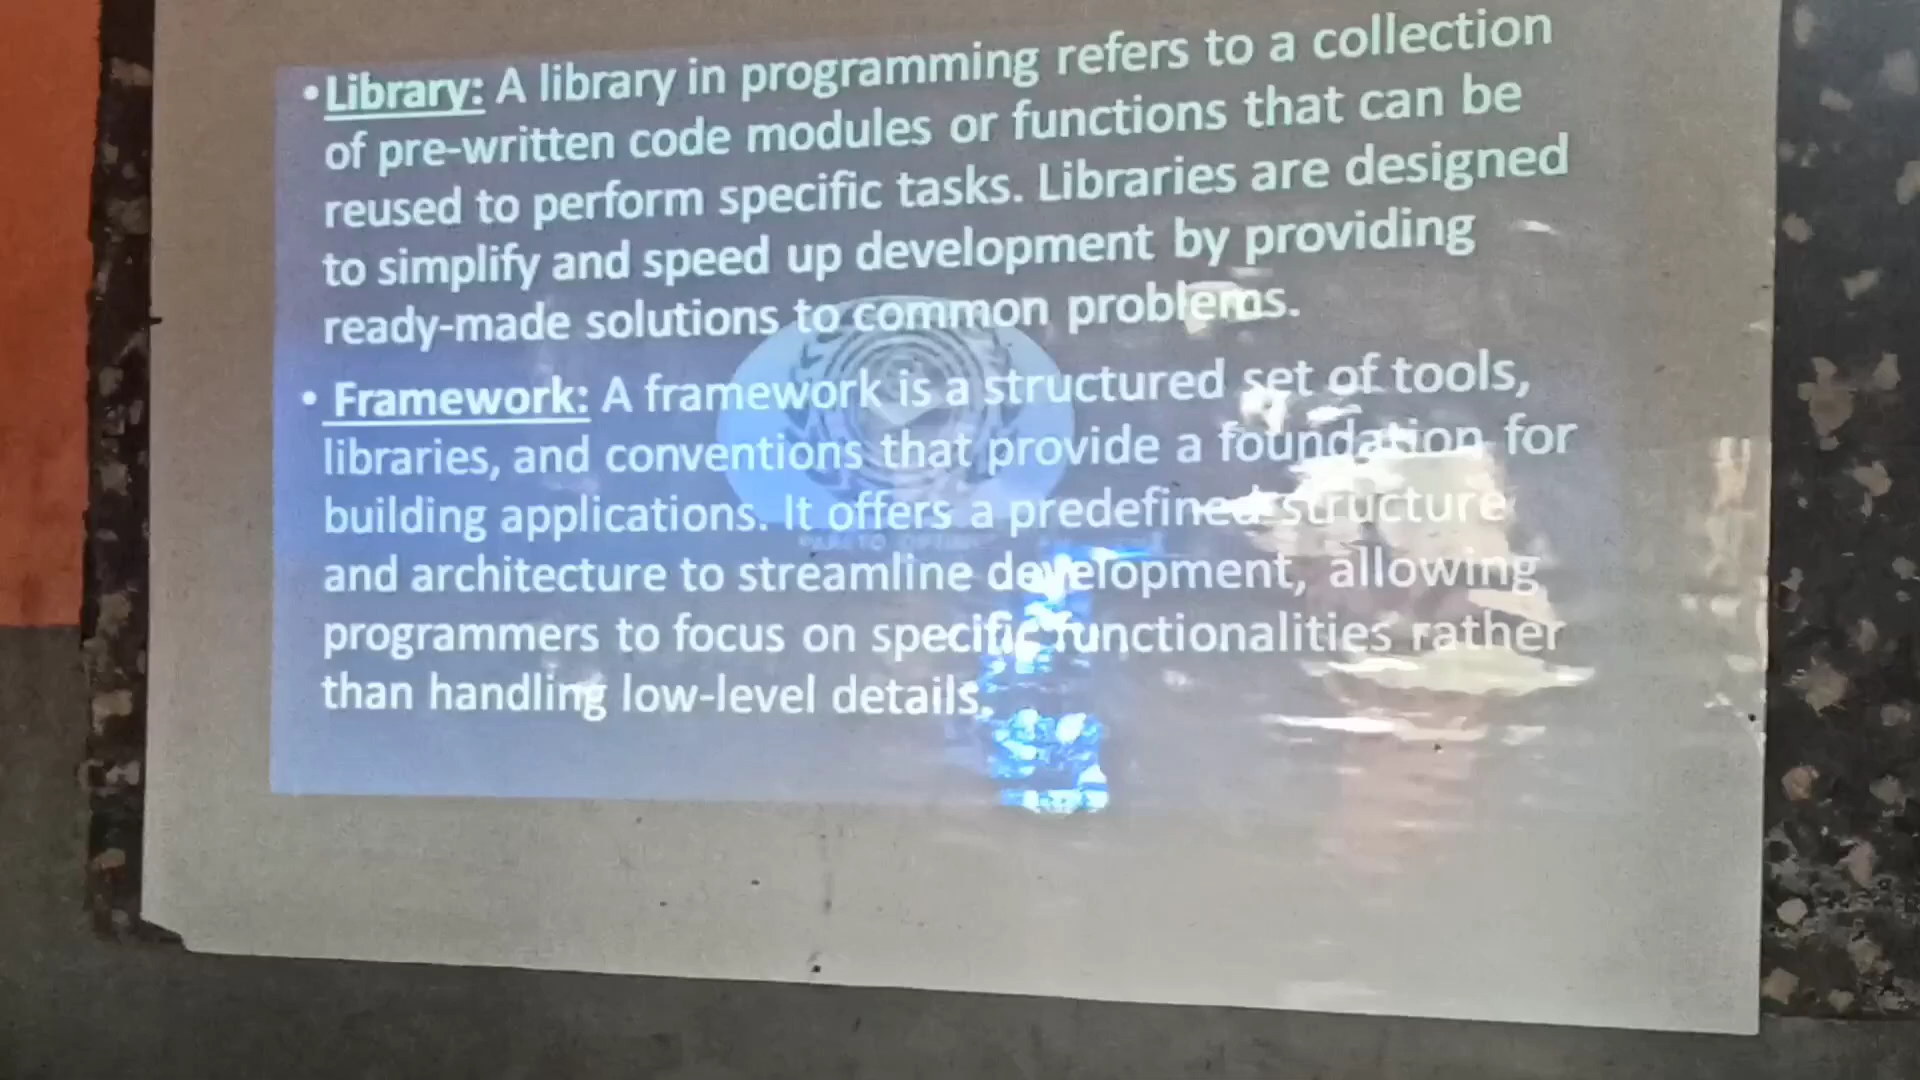 •Library: A library in programming refers to a collection
of pre-written code modules or functions that can be
reused to perform specific tasks. Libraries are designed
to simplify and speed up development by providing
ready-made solutions to common problems.
• Framework: A framework is a structured set of tools,
libraries, and conventions that provide a foundation for
building applications. It offers a predefined structure
and architecture to streamline development, allowing
programmers to focus on specific functionalities rather
than handling low-level details.